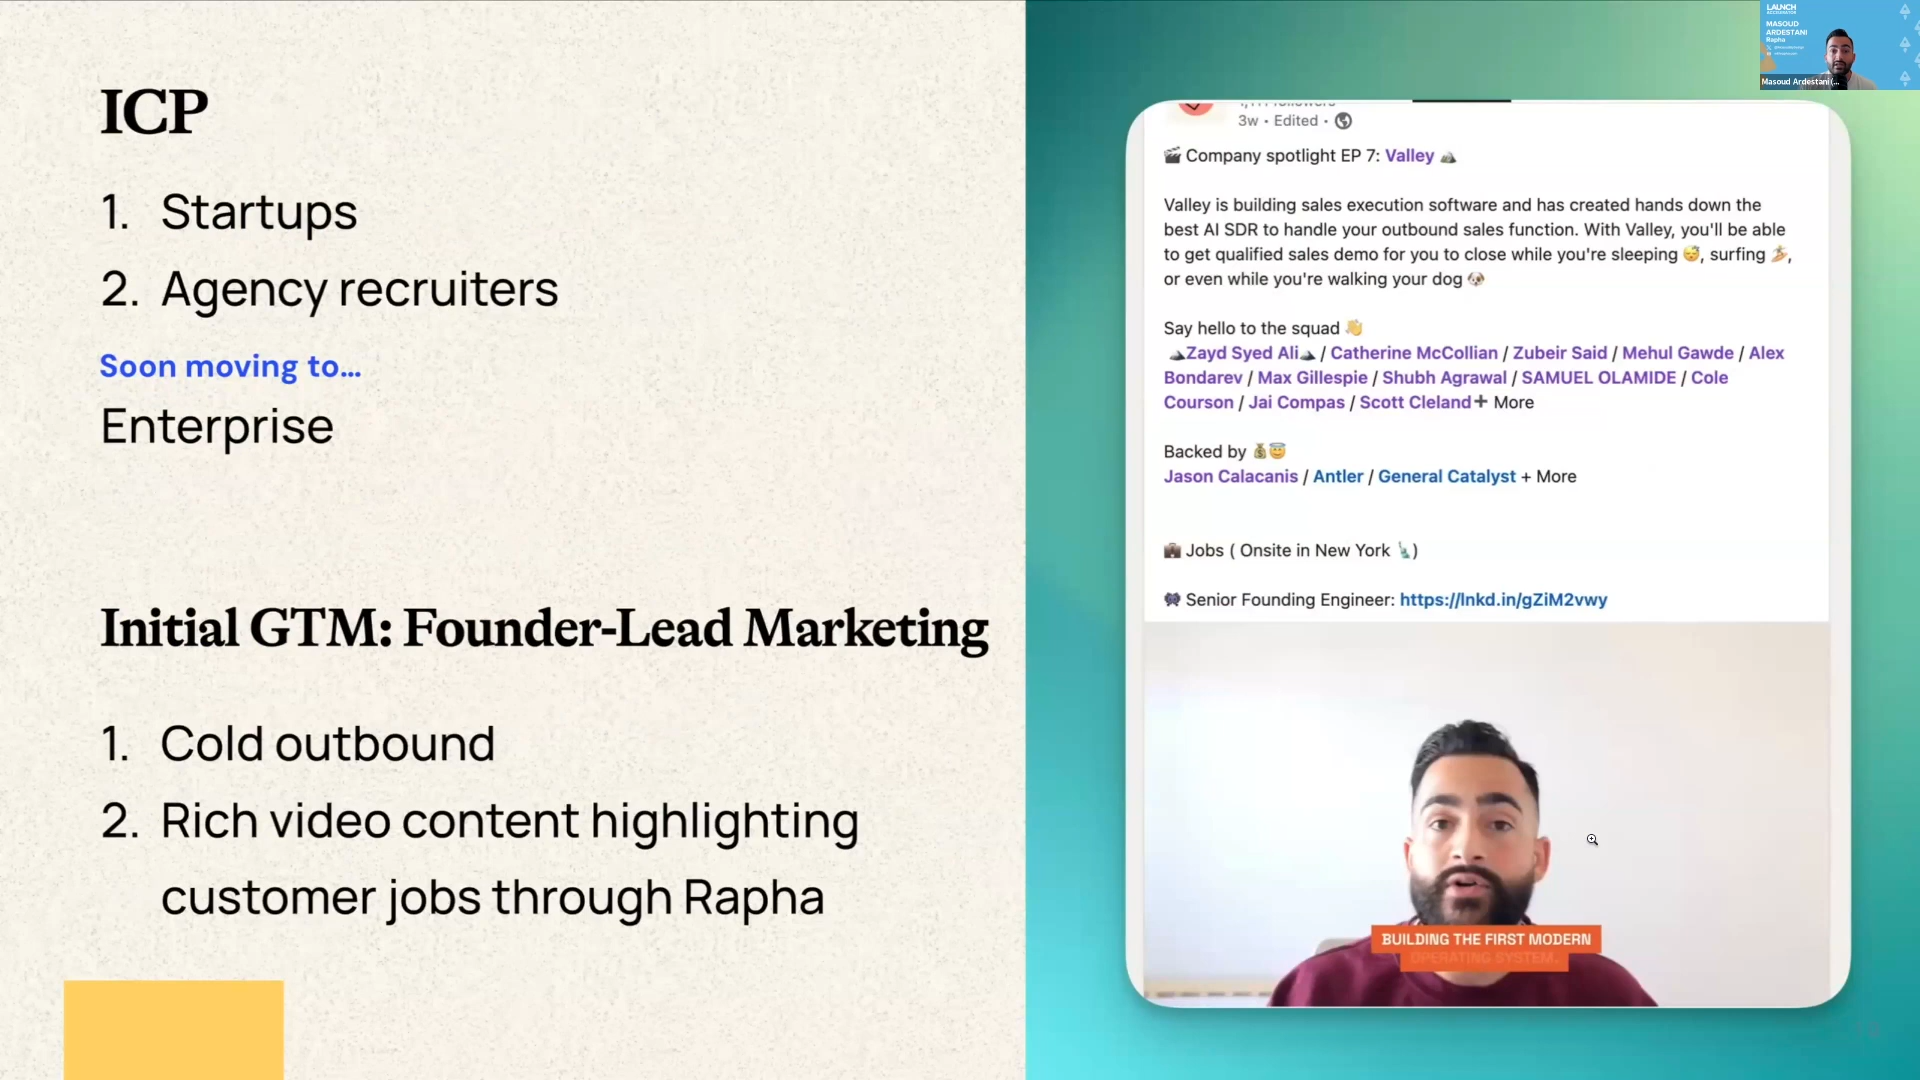 ICP
1. Startups
2. Agency recruiters
Soon moving to...
Enterprise
Initial GTM: Founder-Lead Marketing
1. Cold outbound
2. Rich video content highlighting
customer jobs through Rapha
3w • Edited •
🎬 Company spotlight EP 7: Valley 🏔️
Valley is building sales execution software and has created hands down the
best AI SDR to handle your outbound sales function. With Valley, you'll be able
to get qualified sales demo for you to close while you're sleeping 😴, surfing 🏄,
or even while you're walking your dog 🐶
Say hello to the squad 👋
🏔️Zayd Syed Ali🏔️ / Catherine McCollian / Zubeir Said / Mehul Gawde / Alex
Bondarev / Max Gillespie / Shubh Agrawal / SAMUEL OLAMIDE / Cole
Courson / Jai Compas / Scott Cleland➕ More
Backed by 💰😇
Jason Calacanis / Antler / General Catalyst + More
💼 Jobs ( Onsite in New York 🗽)
Senior Founding Engineer: https://lnkd.in/gZiM2vwy
BUILDING THE FIRST MODERN
OPERATING SYSTEM.
LAUNCH
MASOUD
ARDESTANI
Rapha
Masoud Ardestani (...